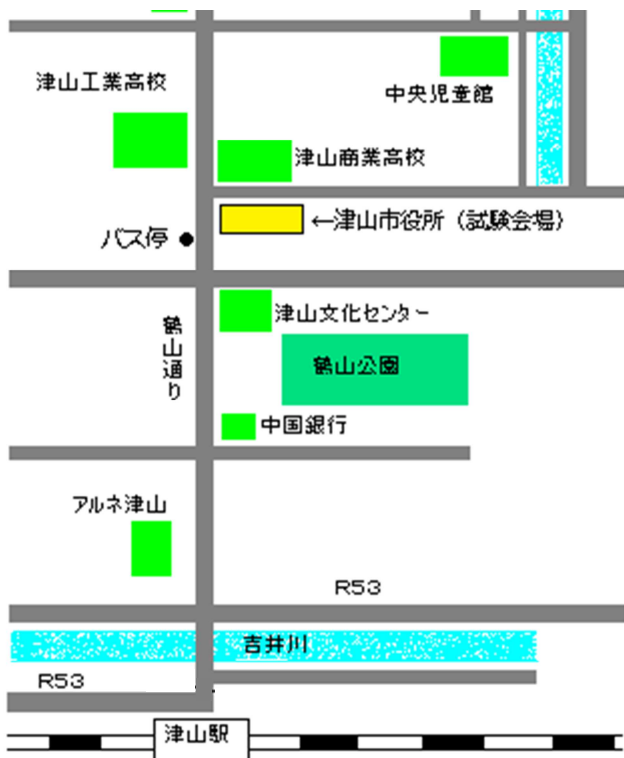 津山工業高校
中央児童館
津山商業高校
←津山市役所（試験会場）
バス停
津山文化センター
鶴山通り
鶴山公園
中国銀行
アルネ津山
R53
吉井川
R53
津山駅